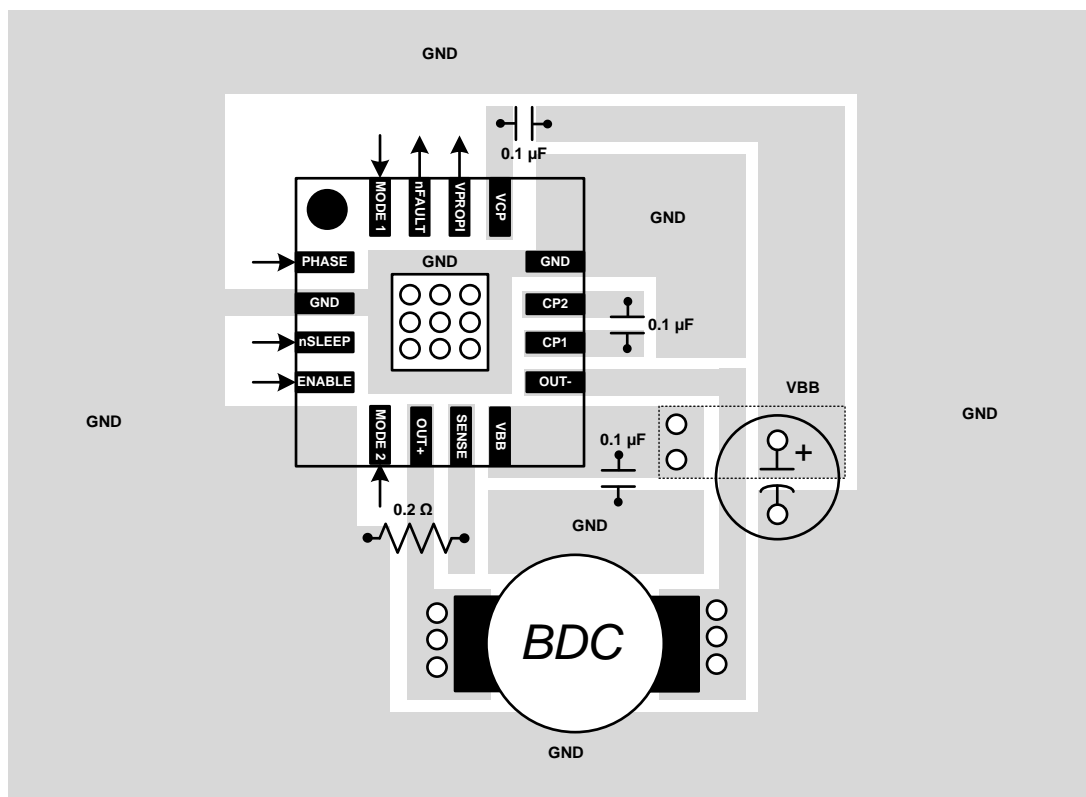 GND
0.1 µF
MODE 1
nFAULT
VPROPI
VCP
GND
PHASE
GND
GND
GND
CP2
0.1 µF
nSLEEP
CP1
ENABLE
OUT-
VBB
GND
GND
MODE 2
OUT+
SENSE
VBB
0.1 µF
+
0.2 Ω
GND
BDC
GND